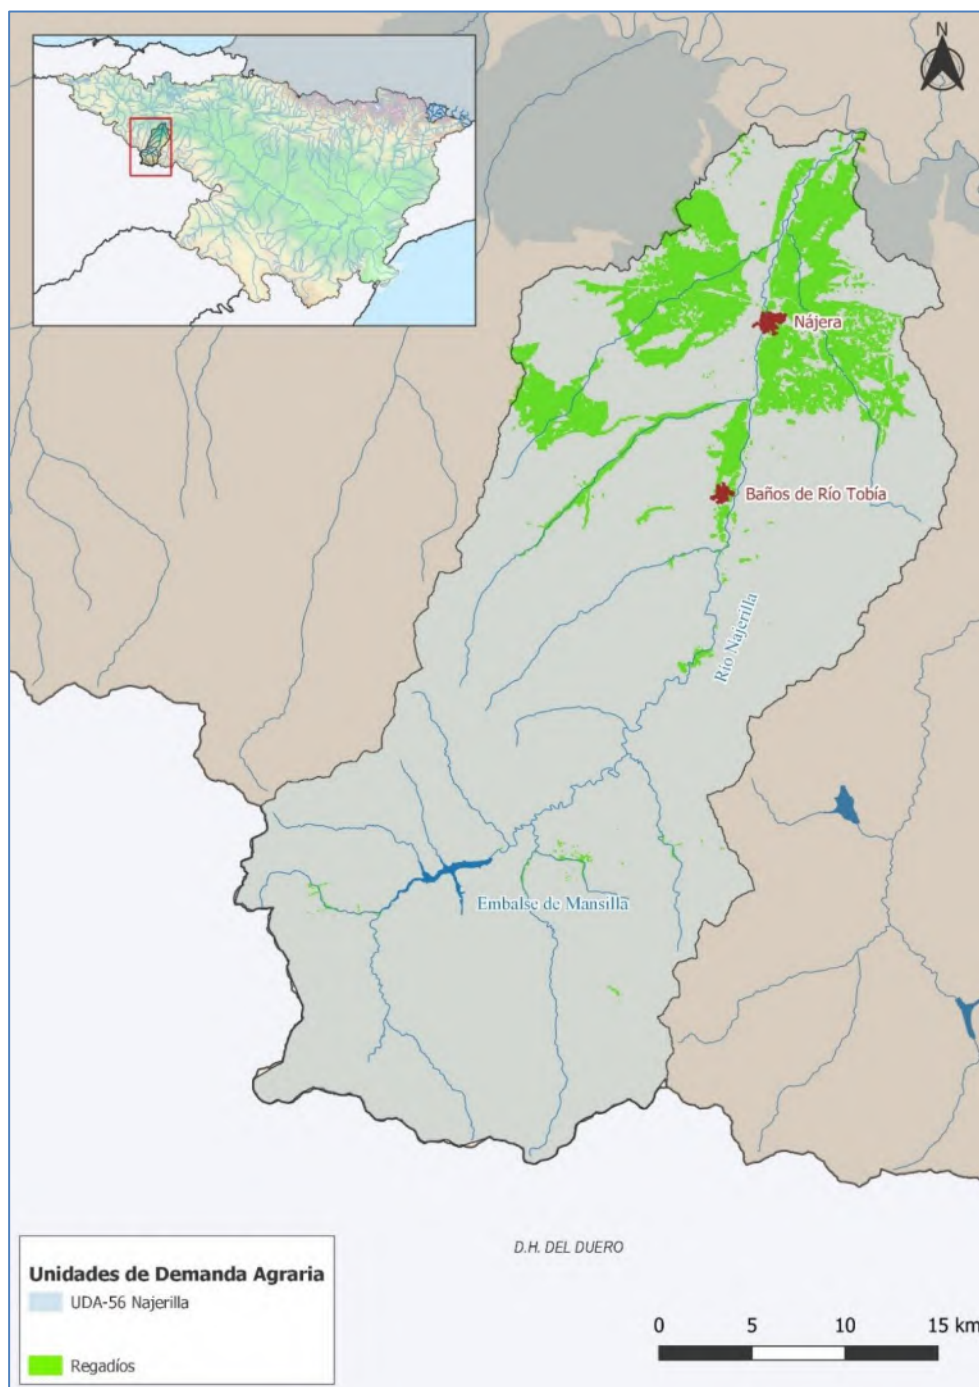 N
Nájera
Baños de Río Tobía
Río Najerilla
Embalse de Mansilla
D.H. DEL DUERO
Unidades de Demanda Agraria
UDA-56 Najerilla
Regadíos
0 5 10 15 km